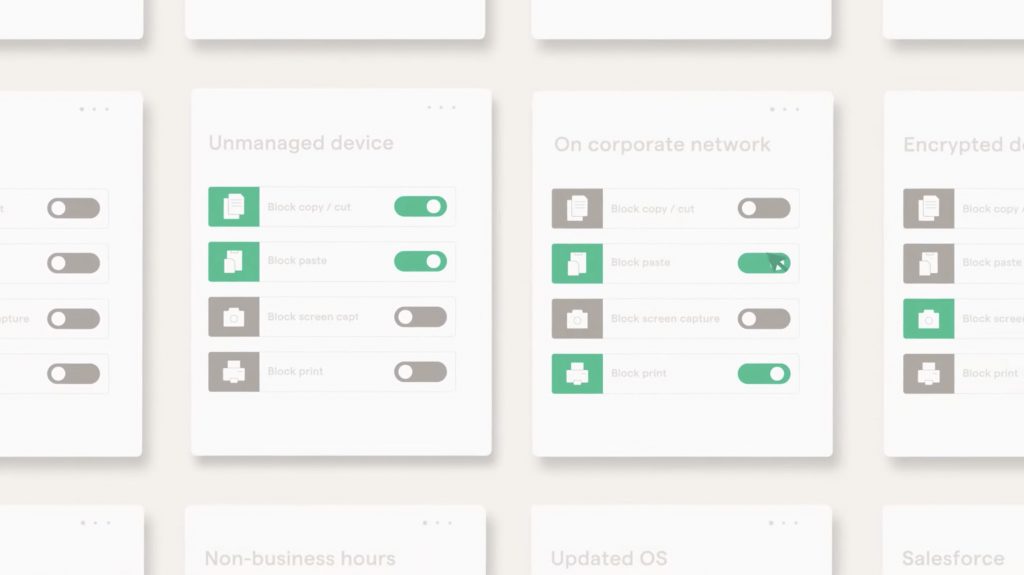 Unmanaged device
Block copy / cut
Block paste
Block screen capt
Block print
On corporate network
Block copy / cut
Block paste
Block screen capture
Block print
Encrypted de
Block copy /
Block paste
Block scree
Block print
t
pture
Non-business hours
Updated OS
Salesforce